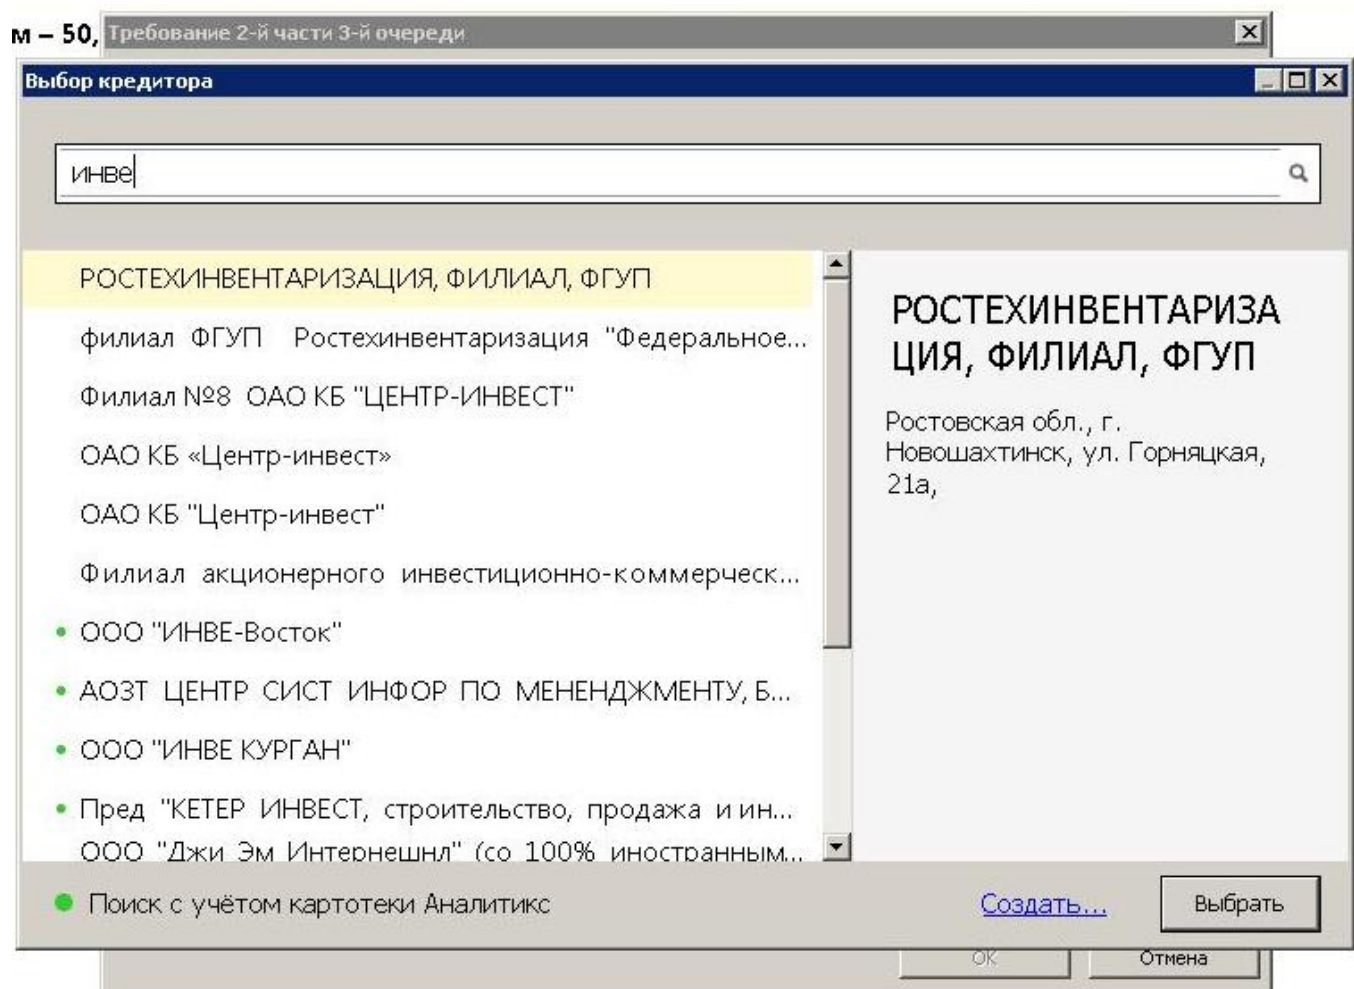 м – 50,
Требование 2-й части 3-й очереди
Выбор кредитора
инве
РОСТЕХИНВЕНТАРИЗАЦИЯ, ФИЛИАЛ, ФГУП
филиал ФГУП Ростехинвентаризация "Федеральное...
Филиал №8 ОАО КБ "ЦЕНТР-ИНВЕСТ"
ОАО КБ «Центр-инвест»
ОАО КБ "Центр-инвест"
Филиал акционерного инвестиционно-коммерческ...
• ООО "ИНВЕ-Восток"
• АОЗТ ЦЕНТР СИСТ ИНФОР ПО МЕНЕНДЖМЕНТУ, Б...
• ООО "ИНВЕ КУРГАН"
• Пред "КЕТЕР ИНВЕСТ, строительство, продажа и ин...
ООО "Джи Эм Интернешнл" (со 100% иностранным...
РОСТЕХИНВЕНТАРИЗА
ЦИЯ, ФИЛИАЛ, ФГУП
Ростовская обл., г.
Новошахтинск, ул. Горняцкая,
21а,
Поиск с учётом картотеки Аналитикс
Создать...
Выбрать
ОК
Отмена